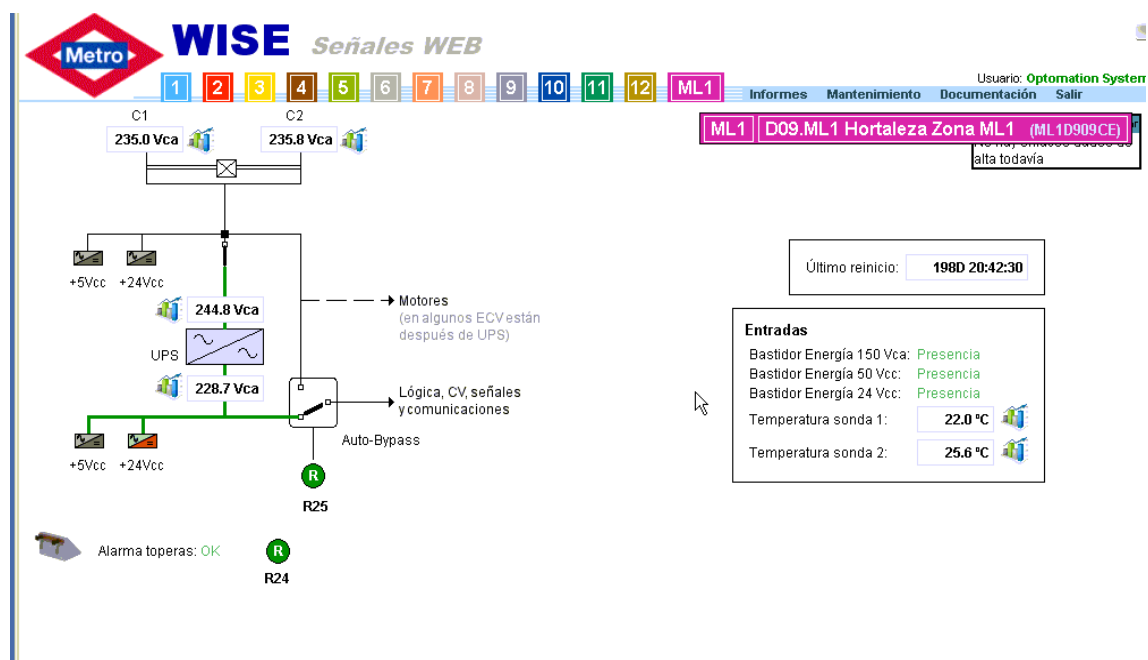 Metro
WISE Señales WEB
Usuario: Optomation System
1 2 3 4 5 6 7 8 9 10 11 12 ML1
Informes Mantenimiento Documentación Salir
ML1 D09.ML1 Hortaleza Zona ML1 (ML1D909CE)
alta todavía
C1
C2
235.0 Vca
235.8 Vca
+5Vcc +24Vcc
Último reinicio: 198D 20:42:30
244.8 Vca
Motores
(en algunos ECV están
después de UPS)
UPS
228.7 Vca
Lógica, CV, señales
y comunicaciones
Auto-Bypass
+5Vcc +24Vcc
R
R25
Entradas
Bastidor Energía 150 Vca: Presencia
Bastidor Energía 50 Vcc: Presencia
Bastidor Energía 24 Vcc: Presencia
Temperatura sonda 1: 22.0 ºC
Temperatura sonda 2: 25.6 ºC
Alarma toperas: OK
R
R24